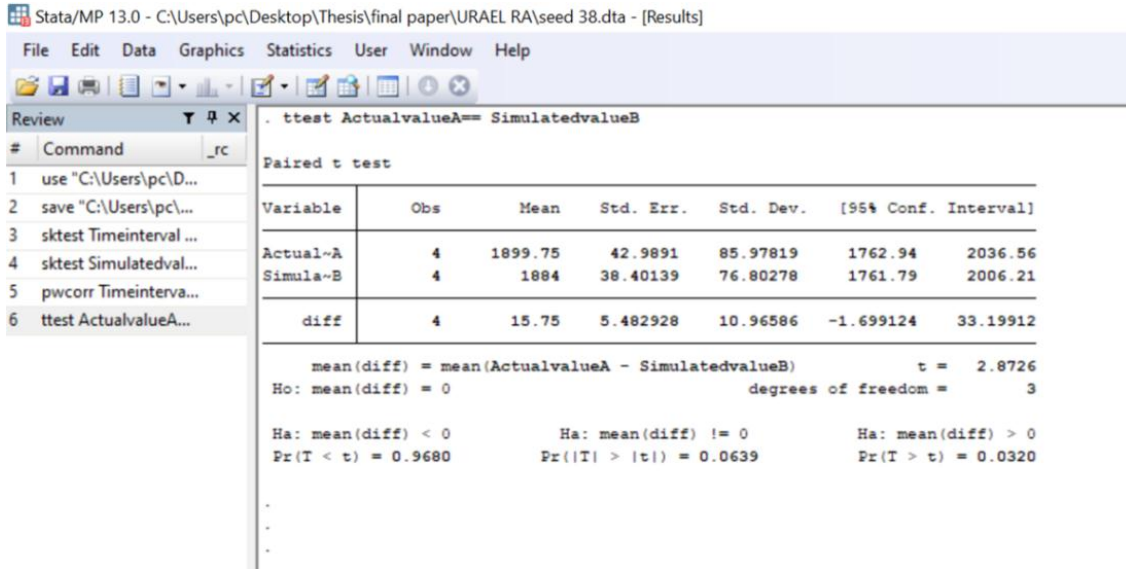 Stata/MP 13.0 - C:\Users\pc\Desktop\Thesis\final paper\URAEL RA\seed 38.dta - [Results]
File Edit Data Graphics Statistics User Window Help
Review
# Command _rc
1 use "C:\Users\pc\D...
2 save "C:\Users\pc\...
3 sktest Timeinterval ...
4 sktest Simulatedval...
5 pwcorr Timeinterva...
6 ttest ActualvalueA...
. ttest ActualvalueA== SimulatedvalueB
Paired t test
Variable Obs Mean Std. Err. Std. Dev. [95% Conf. Interval]
Actual~A 4 1899.75 42.9891 85.97819 1762.94 2036.56
Simula~B 4 1884 38.40139 76.80278 1761.79 2006.21
diff 4 15.75 5.482928 10.96586 -1.699124 33.19912
mean(diff) = mean(ActualvalueA - SimulatedvalueB) t = 2.8726
Ho: mean(diff) = 0 degrees of freedom = 3
Ha: mean(diff) < 0 Ha: mean(diff) != 0 Ha: mean(diff) > 0
Pr(T < t) = 0.9680 Pr(|T| > |t|) = 0.0639 Pr(T > t) = 0.0320
.
.
.